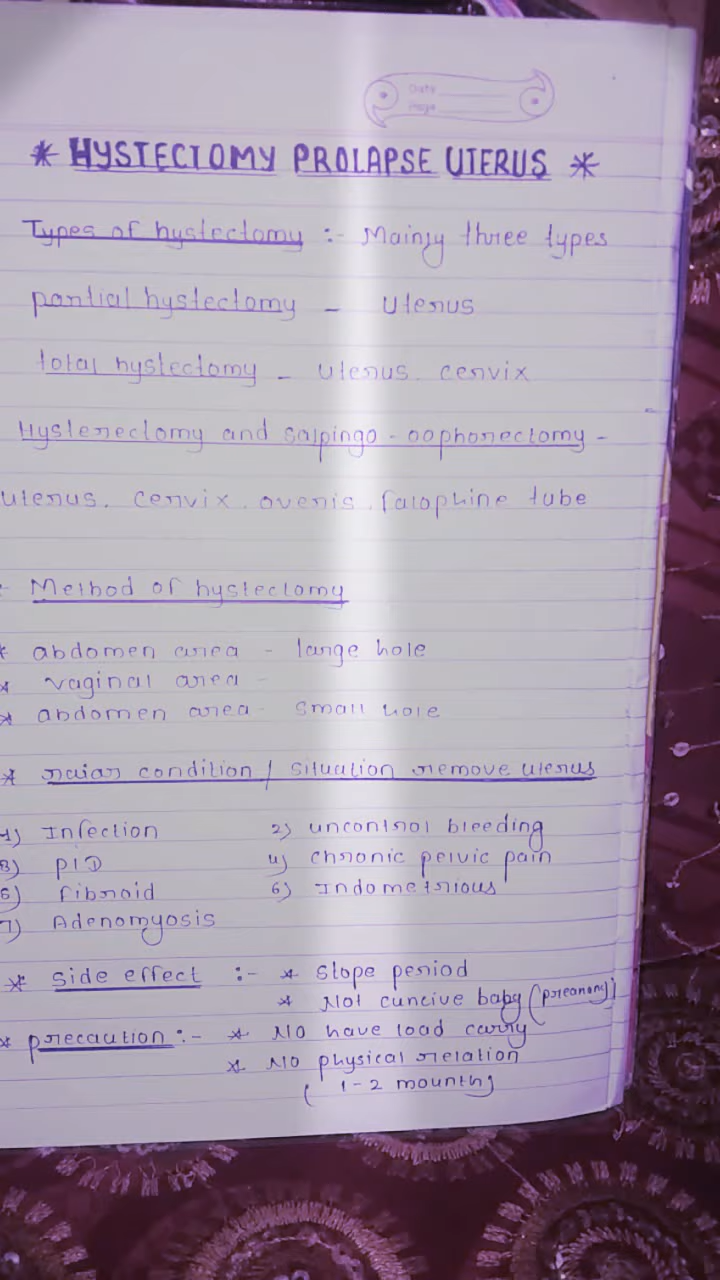 Date
Page
* HYSTECTOMY PROLAPSE UTERUS *
Types of hystectomy :- Mainly three types
partial hystectomy - Uterus
total hystectomy - Uterus. cervix
Hysterectomy and salpingo - oophorectomy -
uterus. cervix. overis. falophine tube
Method of hystectomy
* abdomen area - large hole
* vaginal area -
* abdomen area - small hole
* condition / situation remove uterus
1) Infection 2) uncontrol bleeding
3) PID 4) chronic pelvic pain
5) fibroid 6) Indometrious
7) Adenomyosis
* Side effect :- * Stope period
* Not cuncive baby (
* precaution :- * No have load carry
* No physical relation
( 1-2 mounth)